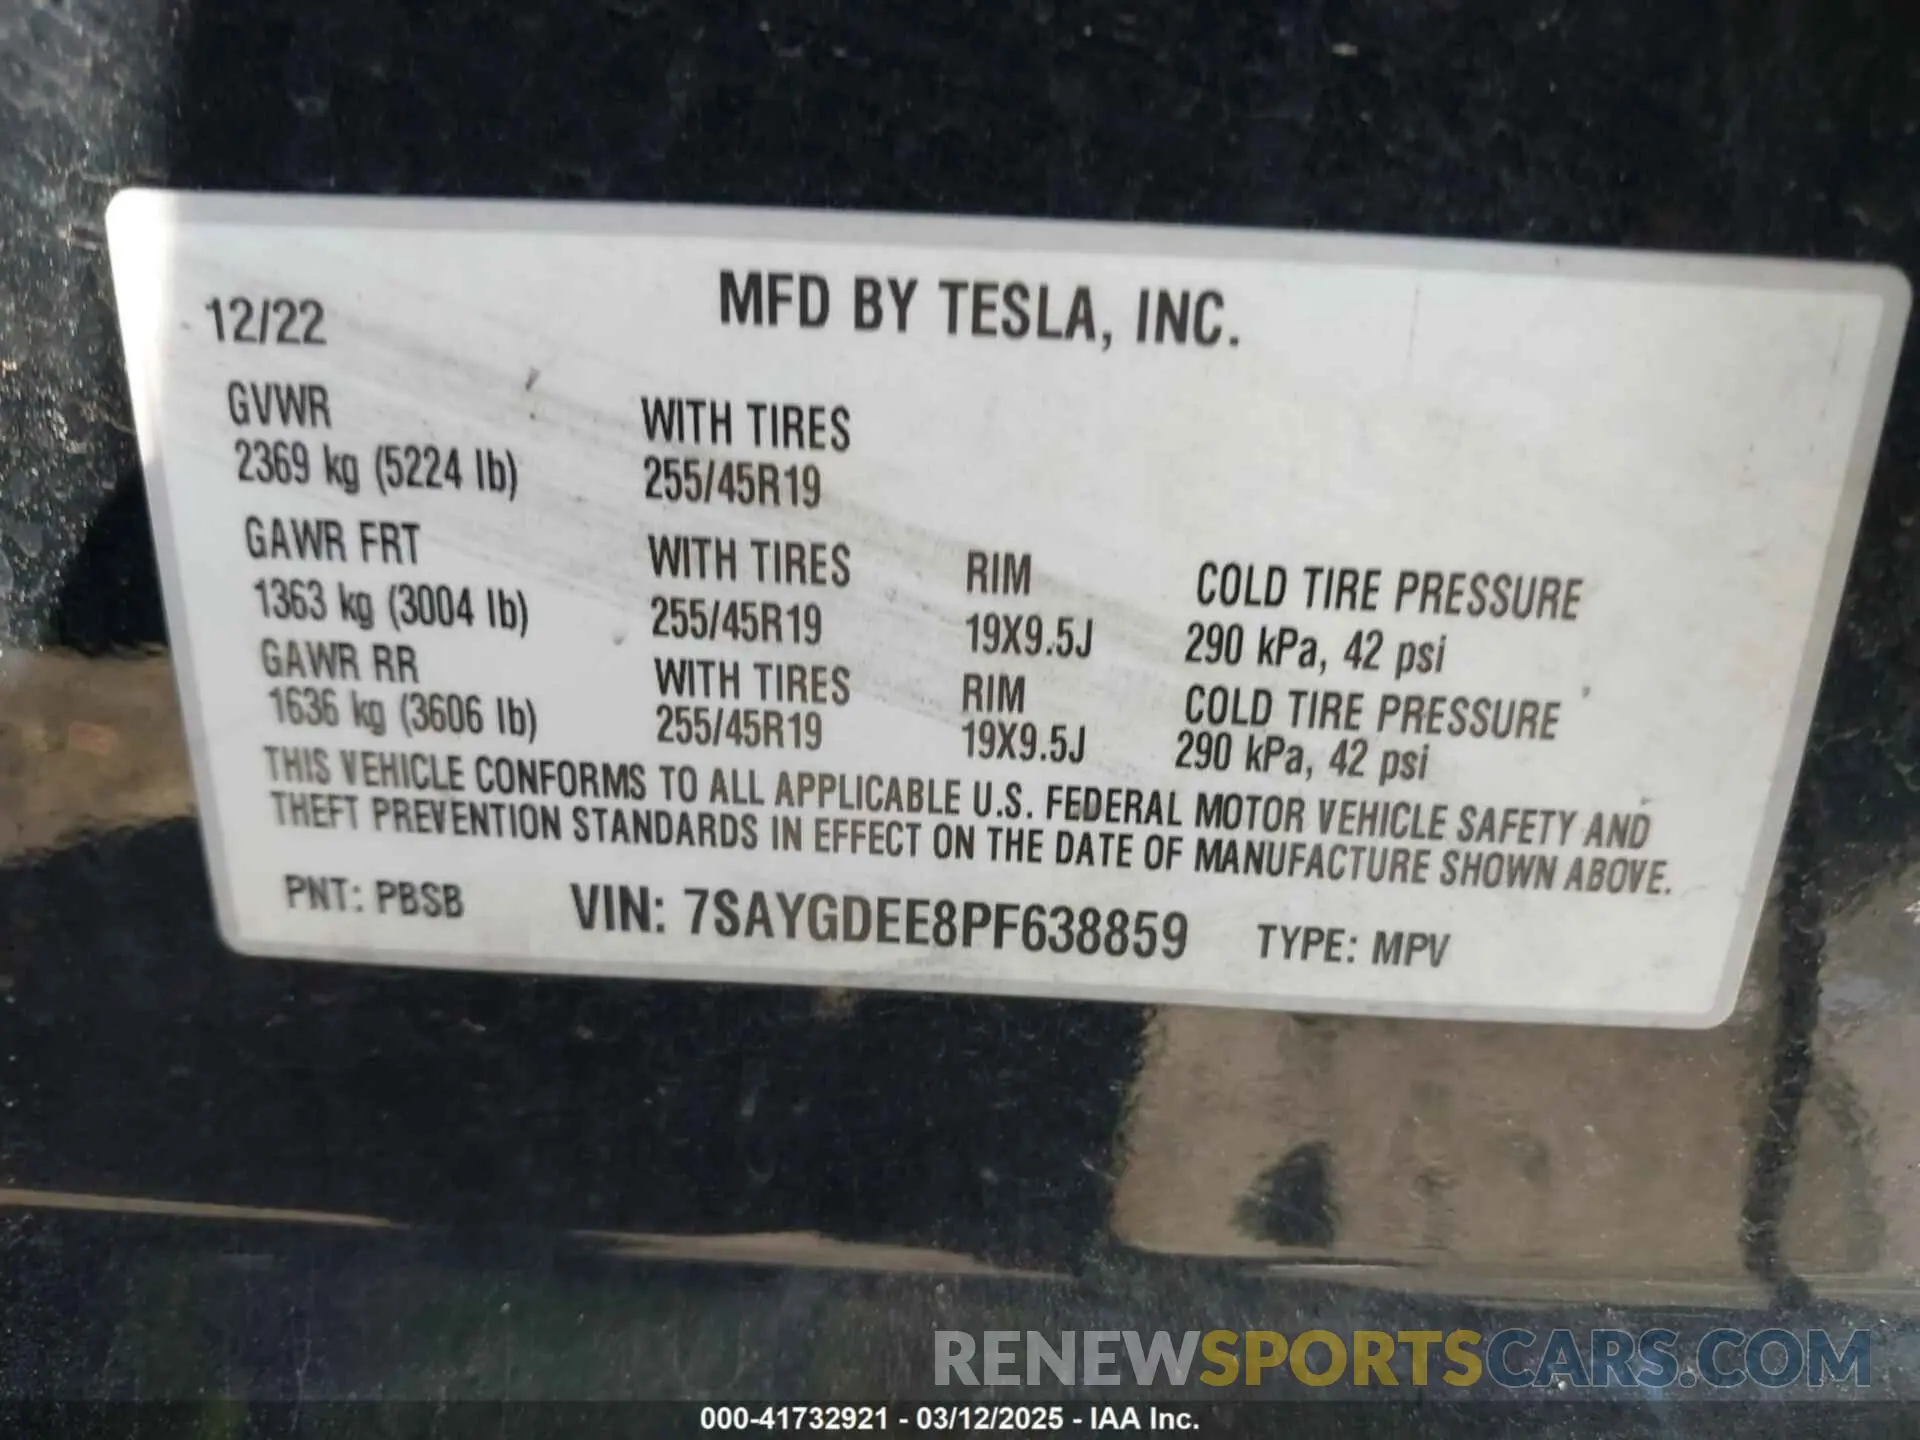 MFD BY TESLA, INC.
12/22
GVWR WITH TIRES
2369 kg (5224 lb) 255/45R19
GAWR FRT WITH TIRES RIM COLD TIRE PRESSURE
1363 kg (3004 lb) 255/45R19 19X9.5J 290 kPa, 42 psi
GAWR RR WITH TIRES RIM COLD TIRE PRESSURE
1636 kg (3606 lb) 255/45R19 19X9.5J 290 kPa, 42 psi
THIS VEHICLE CONFORMS TO ALL APPLICABLE U.S. FEDERAL MOTOR VEHICLE SAFETY AND
THEFT PREVENTION STANDARDS IN EFFECT ON THE DATE OF MANUFACTURE SHOWN ABOVE.
PNT: PBSB VIN: 7SAYGDEE8PF638859 TYPE: MPV
RENEWSPORTSCARS.COM
000-41732921 - 03/12/2025 - IAA Inc.